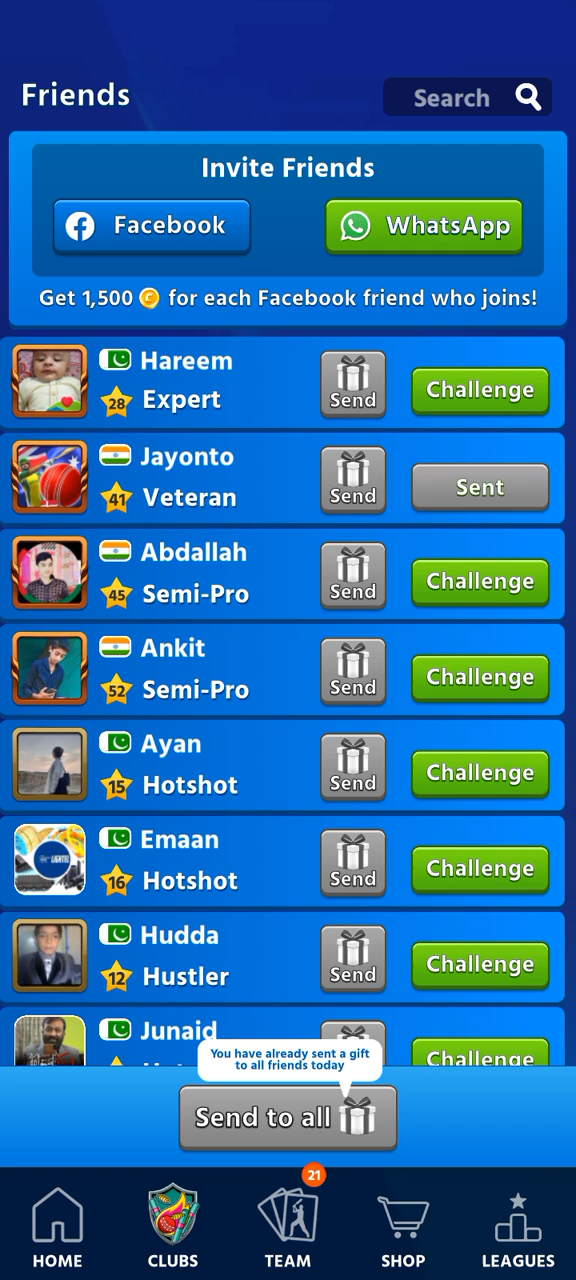 Friends
Search
Invite Friends
Facebook
WhatsApp
Get 1,500 for each Facebook friend who joins!
Hareem
28 Expert
Send
Challenge
Jayonto
41 Veteran
Send
Sent
Abdallah
45 Semi-Pro
Send
Challenge
Ankit
52 Semi-Pro
Send
Challenge
Ayan
15 Hotshot
Send
Challenge
Emaan
16 Hotshot
Send
Challenge
Hudda
12 Hustler
Send
Challenge
Junaid
Challenge
You have already sent a gift
to all friends today
Send to all
21
HOME
CLUBS
TEAM
SHOP
LEAGUES